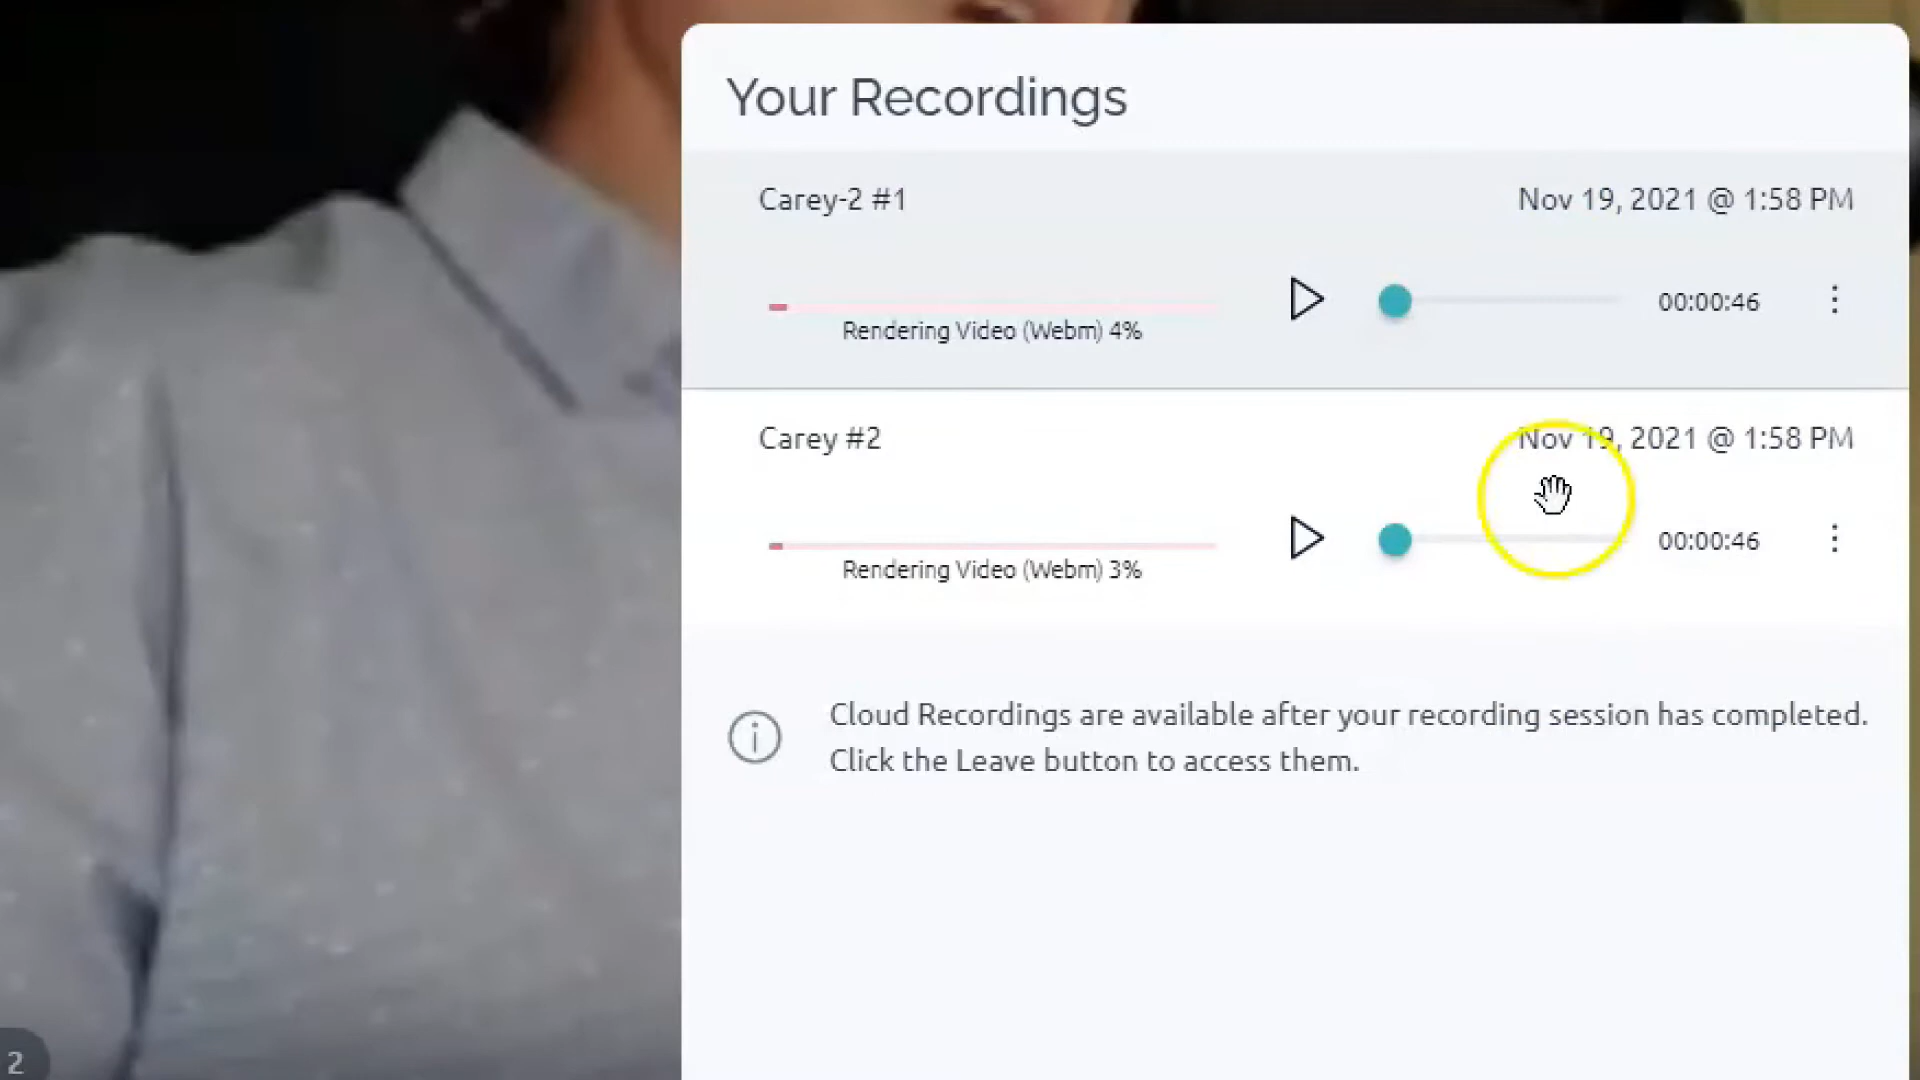 Your Recordings
Carey-2 #1
Nov 19, 2021 @ 1:58 PM
Rendering Video (Webm) 4%
00:00:46
Carey #2
Nov 19, 2021 @ 1:58 PM
Rendering Video (Webm) 3%
00:00:46
Cloud Recordings are available after your recording session has completed.
Click the Leave button to access them.
2